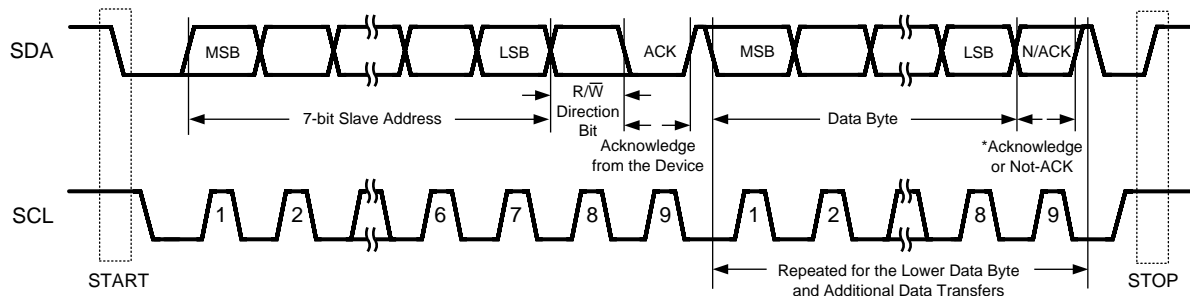 SDA
MSB
LSB
ACK
MSB
LSB
N/ACK
7-bit Slave Address
R/W̅
Direction
Bit
Acknowledge
from the Device
Data Byte
*Acknowledge
or Not-ACK
SCL
1
2
6
7
8
9
1
2
8
9
START
Repeated for the Lower Data Byte
and Additional Data Transfers
STOP